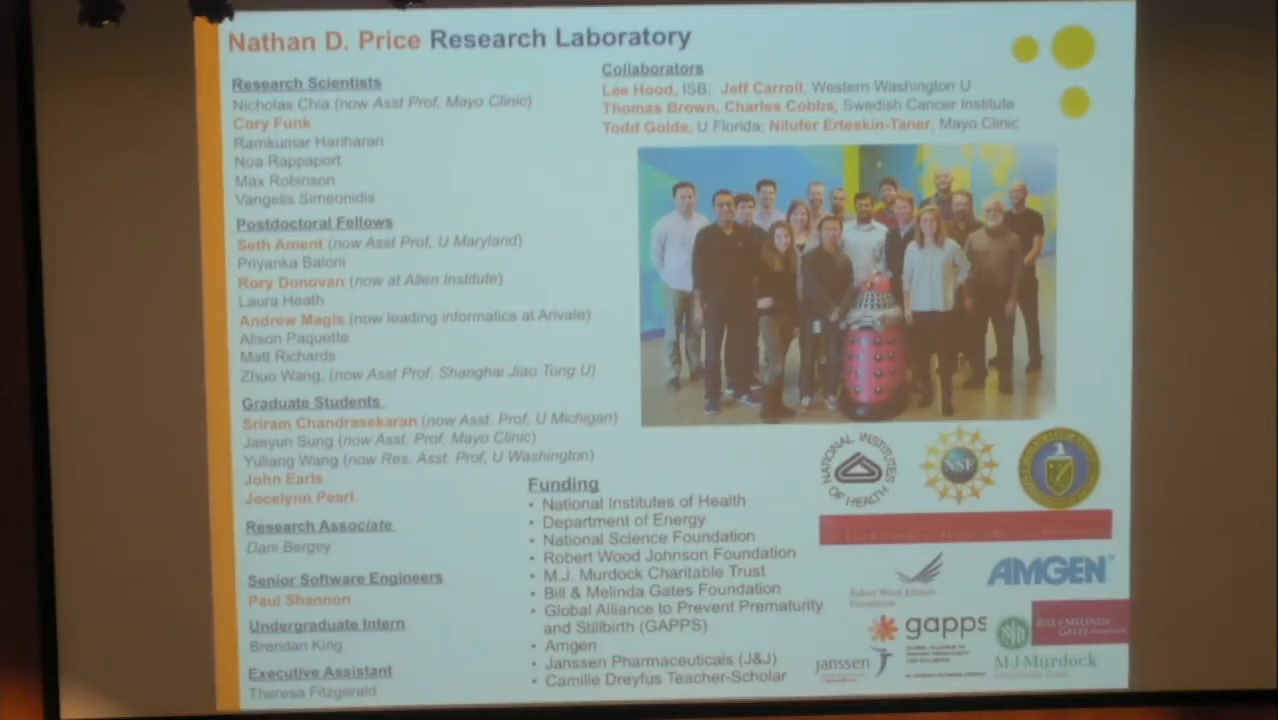 Nathan D. Price Research Laboratory
Research Scientists
Nicholas Chia (now Asst Prof, Mayo Clinic)
Cory Funk
Ramkumar Hariharan
Noa Rappaport
Max Robinson
Vangelis Simeonidis
Postdoctoral Fellows
Seth Ament (now Asst Prof, U Maryland)
Priyanka Baloni
Rory Donovan (now at Allen Institute)
Laura Heath
Andrew Magis (now leading informatics at Arivale)
Alison Paquette
Matt Richards
Zhuo Wang, (now Asst Prof, Shanghai Jiao Tong U)
Graduate Students
Sriram Chandrasekaran (now Asst. Prof, U Michigan)
Jaeyun Sung (now Asst. Prof. Mayo Clinic)
Yuliang Wang (now Res. Asst. Prof, U Washington)
John Earls
Jocelynn Pearl
Research Associate
Dani Bergey
Senior Software Engineers
Paul Shannon
Undergraduate Intern
Brendan King
Executive Assistant
Theresa Fitzgerald
Collaborators
Lee Hood, ISB; Jeff Carroll, Western Washington U
Thomas Brown, Charles Cobbs, Swedish Cancer Institute
Todd Golde, U Florida; Nilufer Erteskin-Taner, Mayo Clinic
Funding
• National Institutes of Health
• Department of Energy
• National Science Foundation
• Robert Wood Johnson Foundation
• M.J. Murdock Charitable Trust
• Bill & Melinda Gates Foundation
• Global Alliance to Prevent Prematurity
and Stillbirth (GAPPS)
• Amgen
• Janssen Pharmaceuticals (J&J)
• Camille Dreyfus Teacher-Scholar
NATIONAL INSTITUTES OF HEALTH
NSF
Robert Wood Johnson
Foundation
AMGEN
gapps
BILL & MELINDA
GATES foundation
janssen
M J Murdock